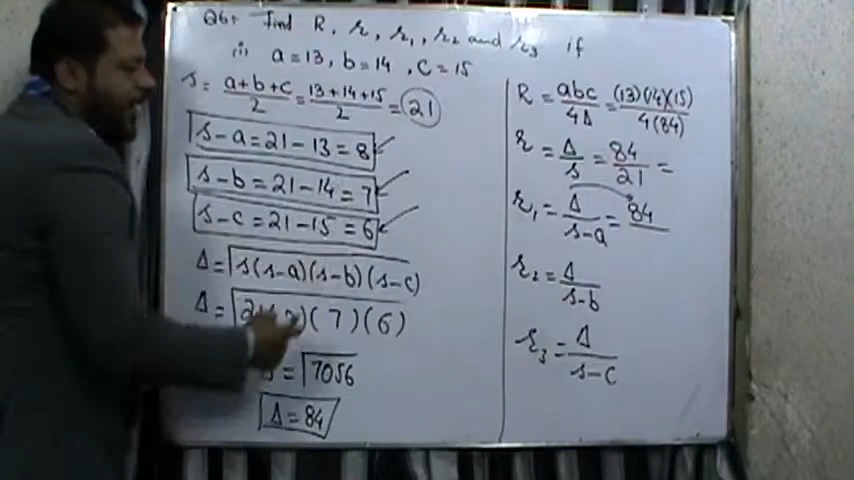 Q6: Find R, r, r₁, r₂ and r₃ if
(i) a = 13, b = 14, c = 15
s = a+b+c/2 = 13+14+15/2 = 21
s-a = 21-13 = 8
s-b = 21-14 = 7
s-c = 21-15 = 6
Δ = √s(s-a)(s-b)(s-c)
Δ = √21( )(7)(6)
= √7056
Δ = 84
R = abc/4Δ = (13)(14)(15)/4(84)
r = Δ/s = 84/21 =
r₁ = Δ/s-a = 84/
r₂ = Δ/s-b
r₃ = Δ/s-c